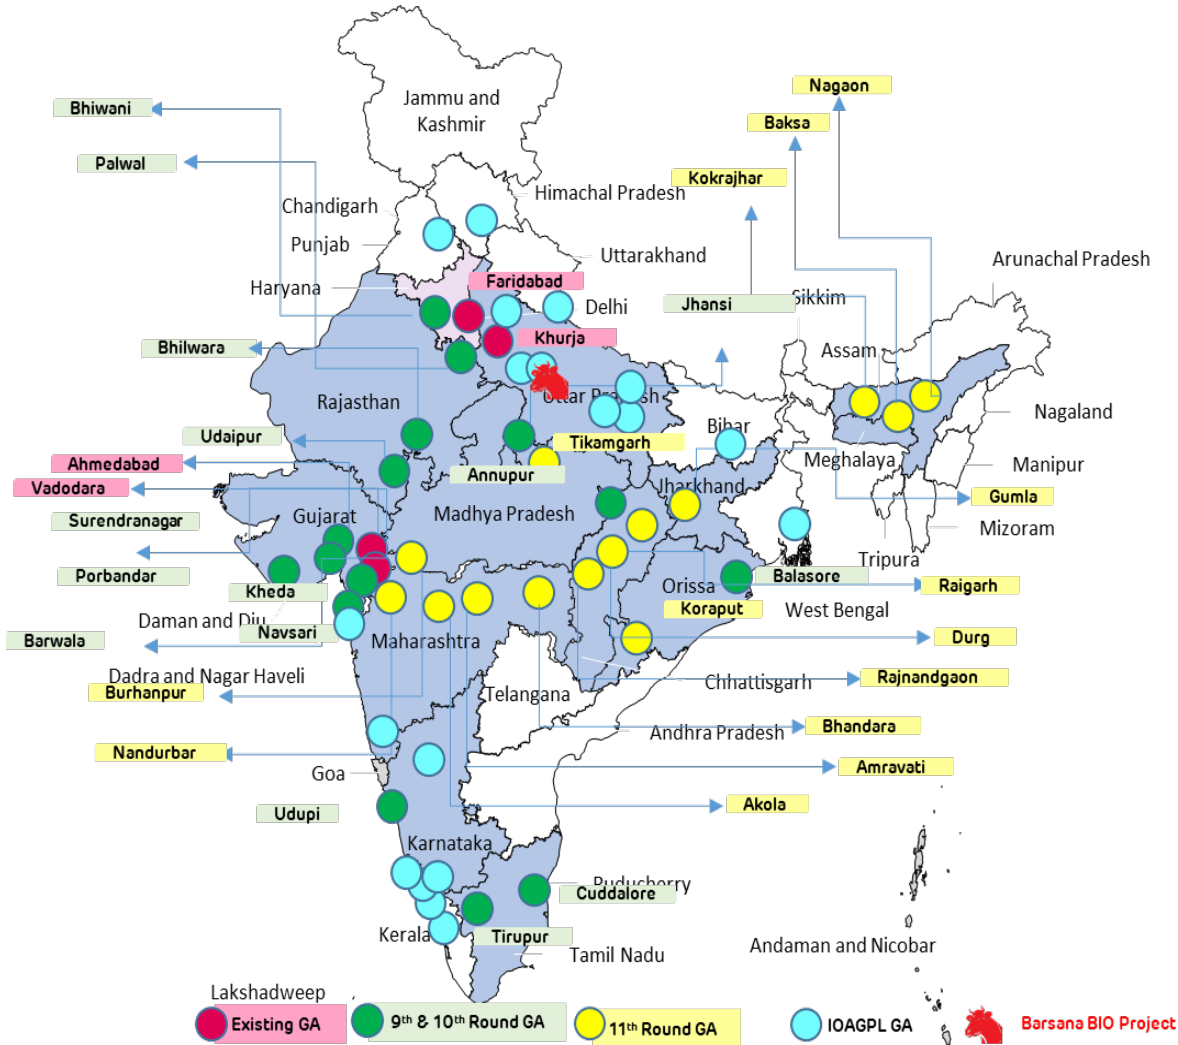 Nagaon
Bhiwani
Jammu and
Kashmir
Baksa
Palwal
Kokrajhar
Himachal Pradesh
Chandigarh
Punjab
Uttarakhand
Arunachal Pradesh
Haryana
Faridabad
Delhi
Jhansi
Sikkim
Khurja
Bhilwara
Assam
Uttar Pradesh
Rajasthan
Nagaland
Bihar
Udaipur
Tikamgarh
Ahmedabad
Meghalaya
Manipur
Annupur
Vadodara
Jharkhand
Gumla
Surendranagar
Gujarat
Madhya Pradesh
Mizoram
Tripura
Porbandar
Balasore
Kheda
Orissa
Raigarh
Koraput
West Bengal
Daman and Diu
Navsari
Barwala
Maharashtra
Durg
Dadra and Nagar Haveli
Burhanpur
Telangana
Chhattisgarh
Rajnandgaon
Bhandara
Andhra Pradesh
Nandurbar
Goa
Amravati
Akola
Udupi
Karnataka
Puducherry
Cuddalore
Kerala
Tirupur
Tamil Nadu
Andaman and Nicobar
Lakshadweep
Existing GA
9th & 10th Round GA
11th Round GA
IOAGPL GA
Barsana BIO Project